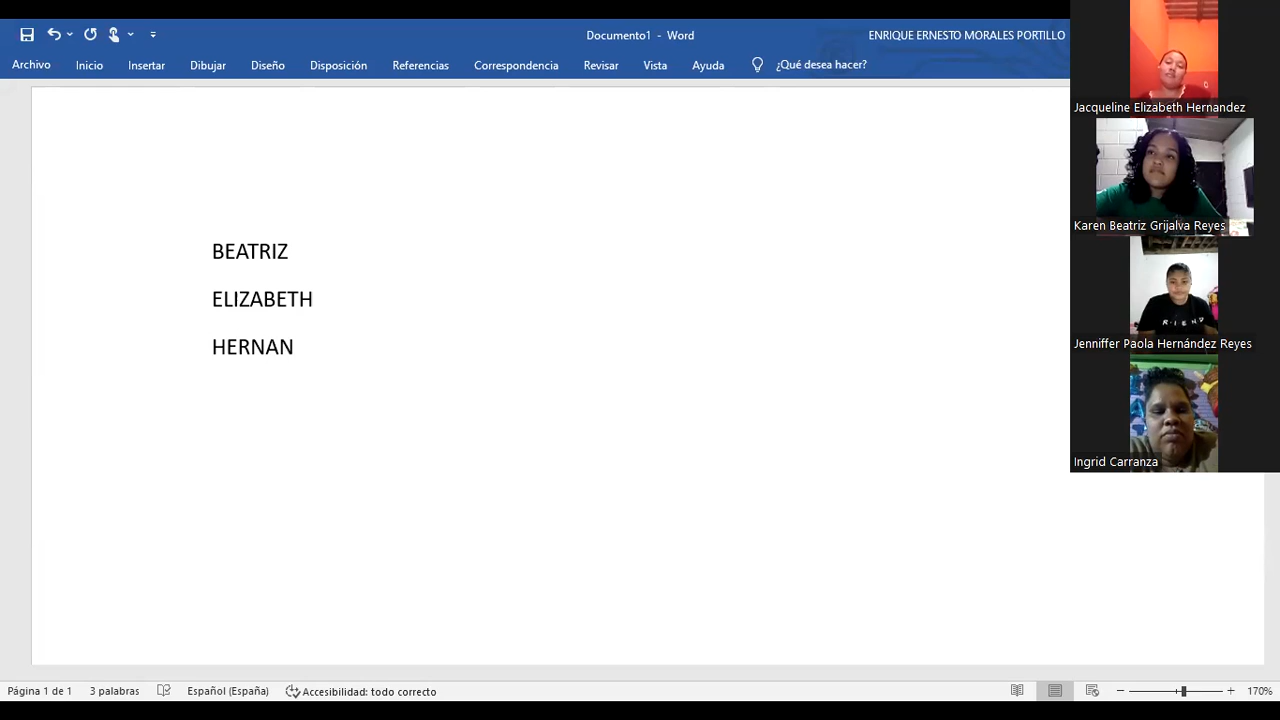 Documento1 - Word
ENRIQUE ERNESTO MORALES PORTILLO
Archivo Inicio Insertar Dibujar Diseño Disposición Referencias Correspondencia Revisar Vista Ayuda ¿Qué desea hacer?
BEATRIZ
ELIZABETH
HERNAN
Jacqueline Elizabeth Hernandez
Karen Beatriz Grijalva Reyes
FRIEND
Jenniffer Paola Hernández Reyes
Ingrid Carranza
Página 1 de 1 3 palabras Español (España) Accesibilidad: todo correcto 170%